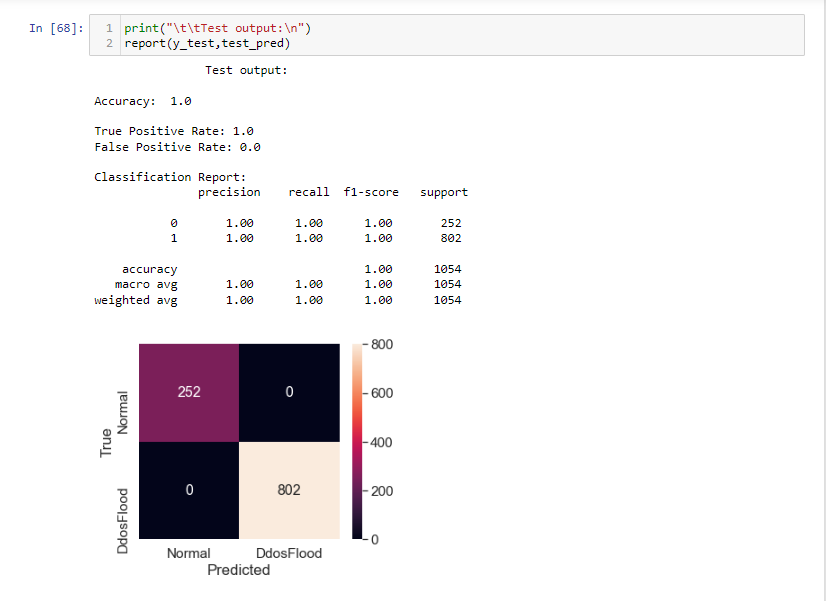 In [68]:
1 print("\t\tTest output:\n")
2 report(y_test,test_pred)
Test output:
Accuracy: 1.0
True Positive Rate: 1.0
False Positive Rate: 0.0
Classification Report:
precision recall f1-score support
0 1.00 1.00 1.00 252
1 1.00 1.00 1.00 802
accuracy 1.00 1054
macro avg 1.00 1.00 1.00 1054
weighted avg 1.00 1.00 1.00 1054
252 0
0 802
True
Normal
DdosFlood
Normal DdosFlood
Predicted
800
600
400
200
0